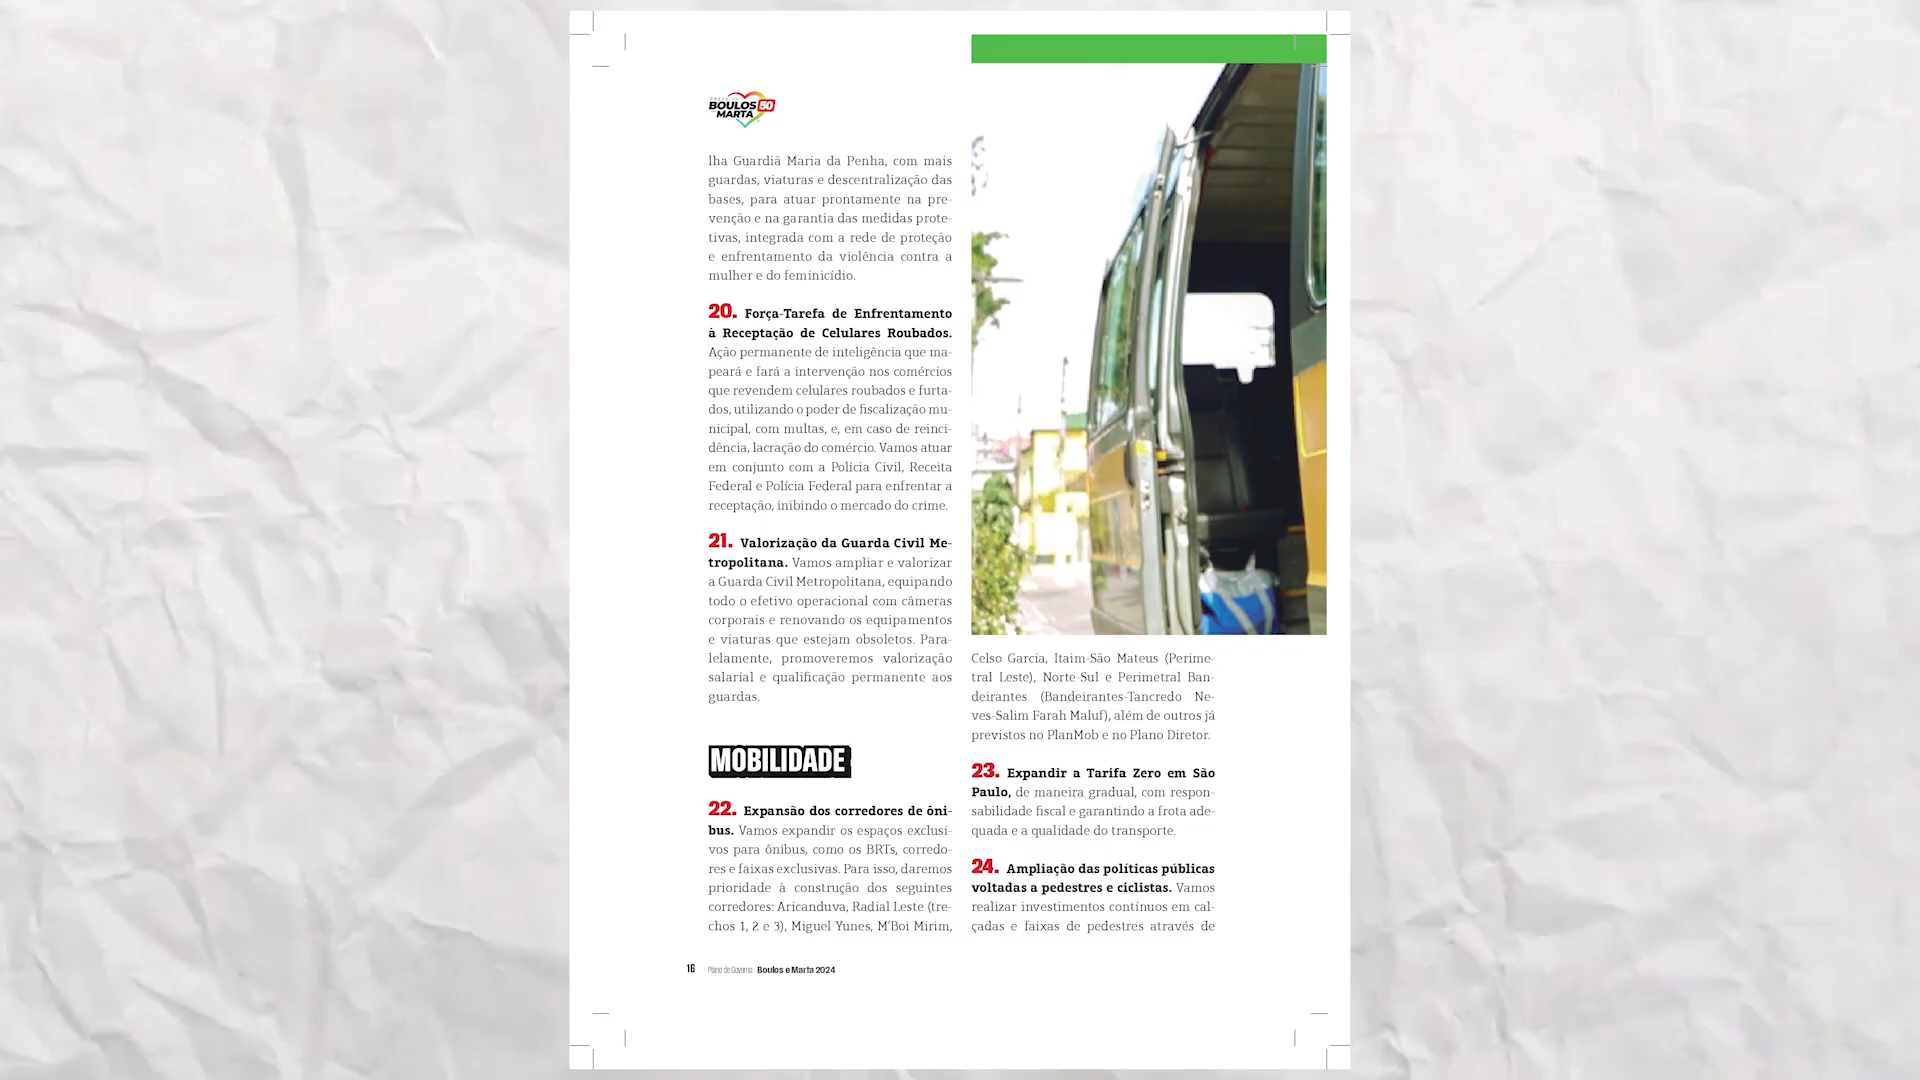 BOULOS 50
MARTA
lha Guardiã Maria da Penha, com mais
guardas, viaturas e descentralização das
bases, para atuar prontamente na pre-
venção e na garantia das medidas prote-
tivas, integrada com a rede de proteção
e enfrentamento da violência contra a
mulher e do feminicídio.
20. Força-Tarefa de Enfrentamento
à Receptação de Celulares Roubados.
Ação permanente de inteligência que ma-
peará e fará a intervenção nos comércios
que revendem celulares roubados e furta-
dos, utilizando o poder de fiscalização mu-
nicipal, com multas, e, em caso de reinci-
dência, lacração do comércio. Vamos atuar
em conjunto com a Polícia Civil, Receita
Federal e Polícia Federal para enfrentar a
receptação, inibindo o mercado do crime.
21. Valorização da Guarda Civil Me-
tropolitana. Vamos ampliar e valorizar
a Guarda Civil Metropolitana, equipando
todo o efetivo operacional com câmeras
corporais e renovando os equipamentos
e viaturas que estejam obsoletos. Para-
lelamente, promoveremos valorização
salarial e qualificação permanente aos
guardas.
MOBILIDADE
22. Expansão dos corredores de ôni-
bus. Vamos expandir os espaços exclusi-
vos para ônibus, como os BRTs, corredo-
res e faixas exclusivas. Para isso, daremos
prioridade à construção dos seguintes
corredores: Aricanduva, Radial Leste (tre-
chos 1, 2 e 3), Miguel Yunes, M'Boi Mirim,
Celso Garcia, Itaim-São Mateus (Perime-
tral Leste), Norte-Sul e Perimetral Ban-
deirantes (Bandeirantes-Tancredo Ne-
ves-Salim Farah Maluf), além de outros já
previstos no PlanMob e no Plano Diretor.
23. Expandir a Tarifa Zero em São
Paulo, de maneira gradual, com respon-
sabilidade fiscal e garantindo a frota ade-
quada e a qualidade do transporte.
24. Ampliação das políticas públicas
voltadas a pedestres e ciclistas. Vamos
realizar investimentos contínuos em cal-
çadas e faixas de pedestres através de
16 Plano de Governo Boulos e Marta 2024